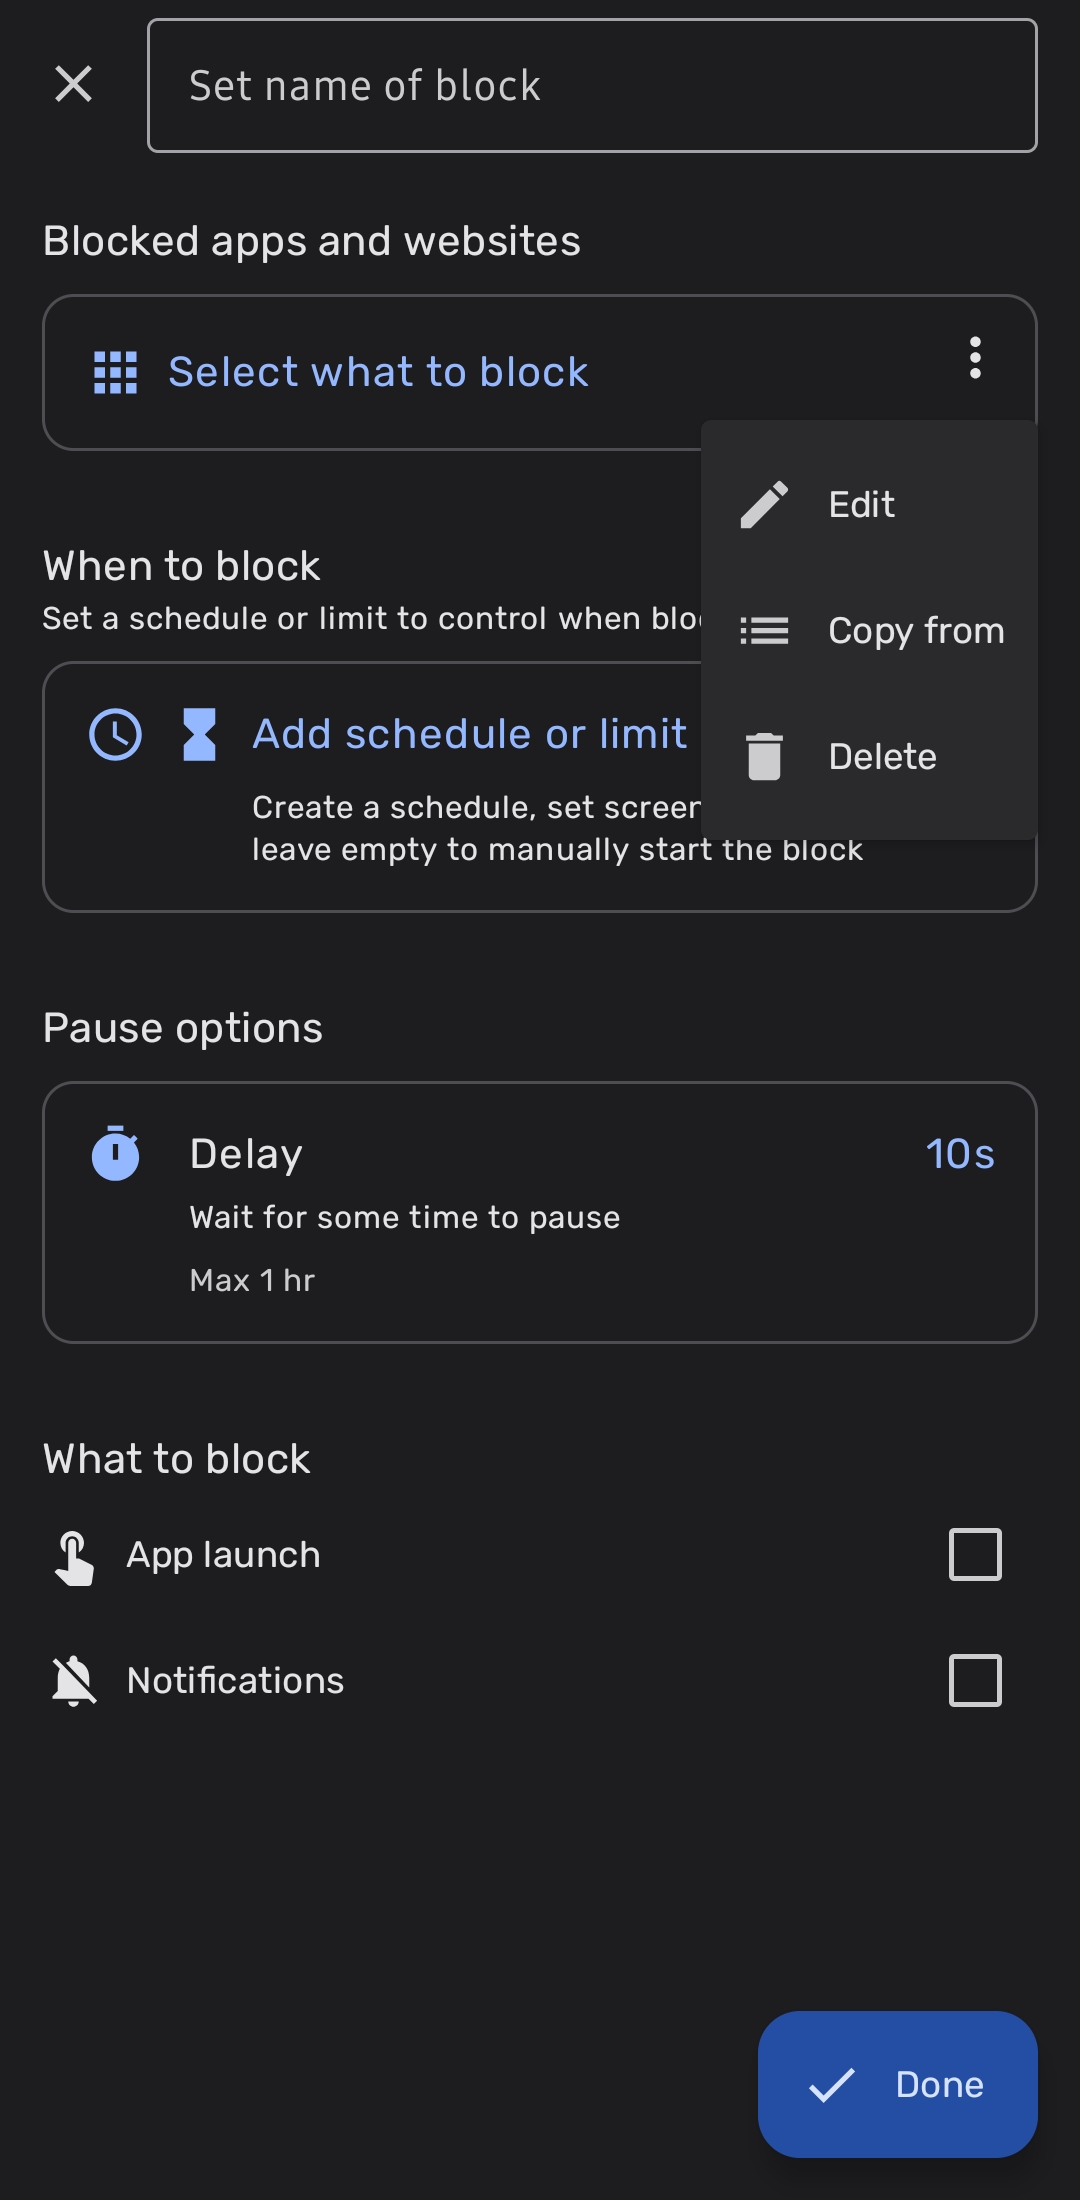 Set name of block
Blocked apps and websites
Select what to block
Edit
When to block
Set a schedule or limit to control when
Copy from
Add schedule or limit
Delete
Create a schedule, set
leave empty to manually start the block
Pause options
Delay
10s
Wait for some time to pause
Max 1 hr
What to block
App launch
Notifications
Done